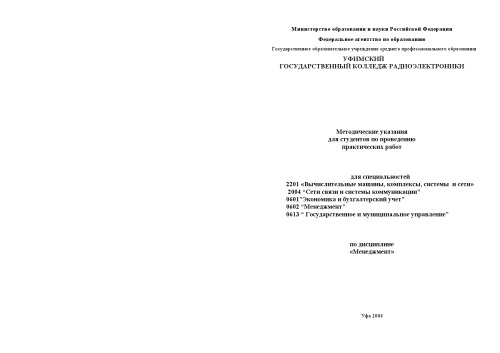 Министерство образования и науки Российской Федерации
Федеральное агентство по образованию
Государственное образовательное учреждение среднего профессионального образования
УФИМСКИЙ
ГОСУДАРСТВЕННЫЙ КОЛЛЕДЖ РАДИОЭЛЕКТРОНИКИ
Методические указания
для студентов по проведению
практических работ
для специальностей
2201 «Вычислительные машины, комплексы, системы и сети»
2004 “Сети связи и системы коммуникации”
0601”Экономика и бухгалтерский учет”
0602 “Менеджмент”
0613 “ Государственное и муниципальное управление”
по дисциплине
«Менеджмент»
Уфа 2004